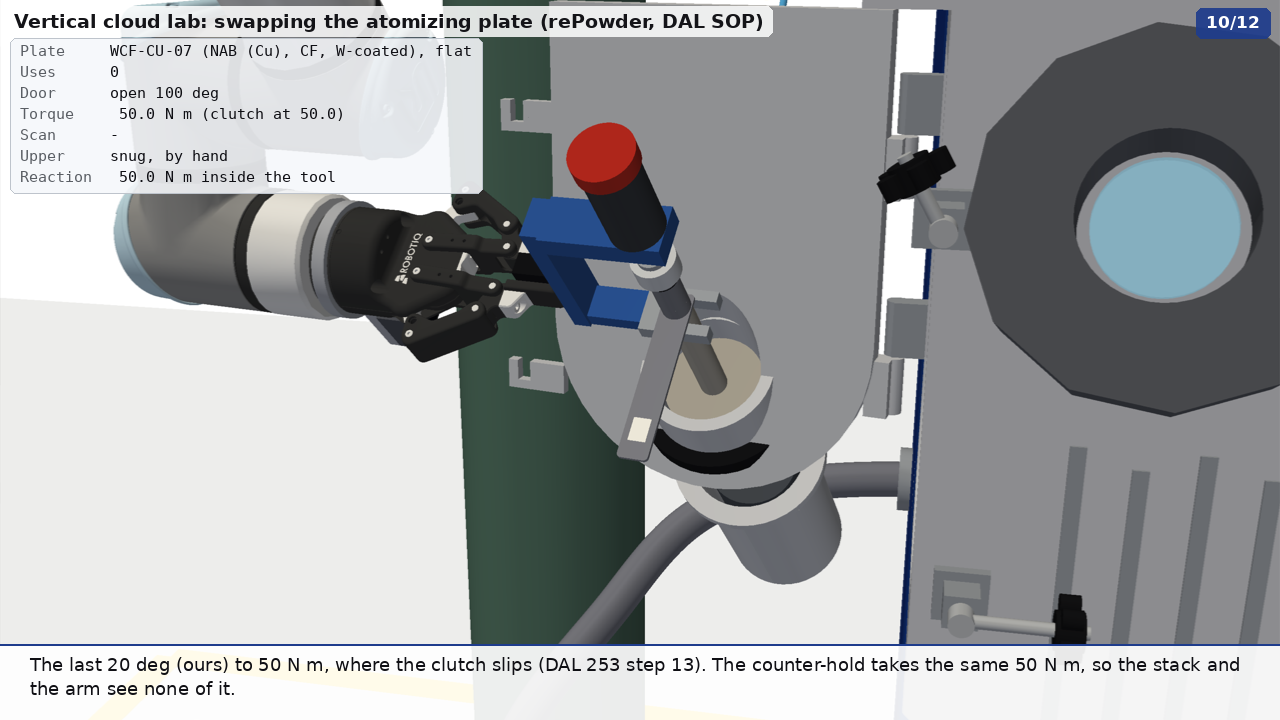 Vertical cloud lab: swapping the atomizing plate (rePowder, DAL SOP)
10/12
Plate WCF-CU-07 (NAB (Cu), CF, W-coated), flat
Uses 0
Door open 100 deg
Torque 50.0 N m (clutch at 50.0)
Scan -
Upper snug, by hand
Reaction 50.0 N m inside the tool
ROBOTIQ
The last 20 deg (ours) to 50 N m, where the clutch slips (DAL 253 step 13). The counter-hold takes the same 50 N m, so the stack and
the arm see none of it.